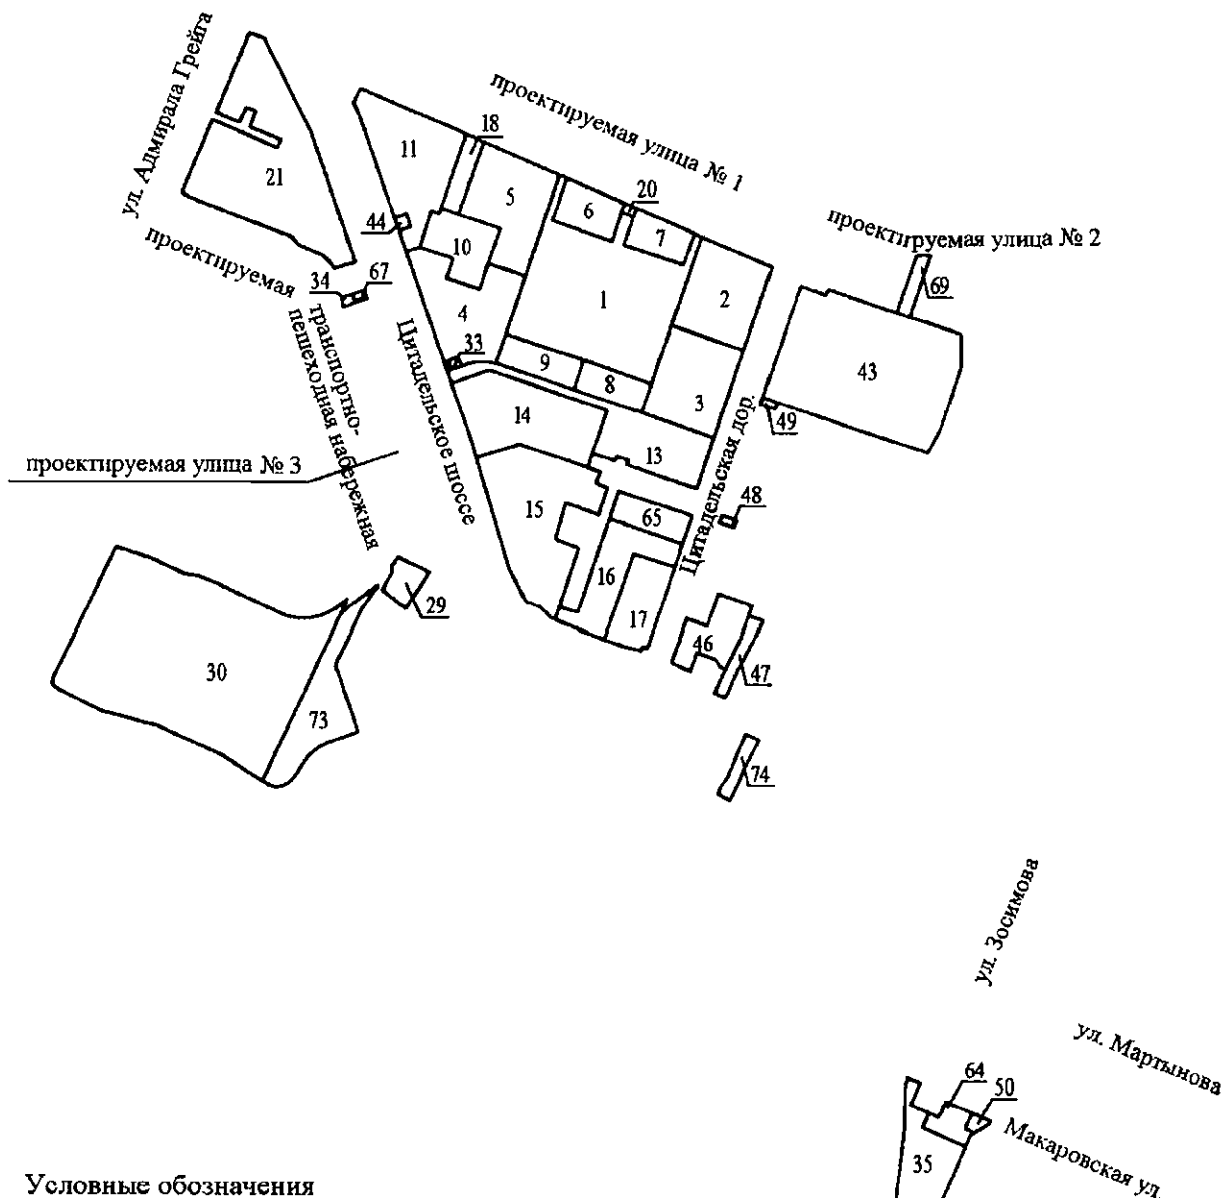 ул. Адмирала Грейга
проектируемая улица № 1
18
11
20
21
5
6
7
44
проектируемая улица № 2
10
69
проектируемая
34
67
1
2
4
транспортно-
пешеходная набережная
Цитадельское шоссе
33
9
8
43
3
14
49
13
Цитадельская дор.
проектируемая улица № 3
15
65
48
16
29
17
46
30
47
73
74
ул. Зосимова
ул. Мартынова
64
50
Макаровская ул.
35
Условные обозначения